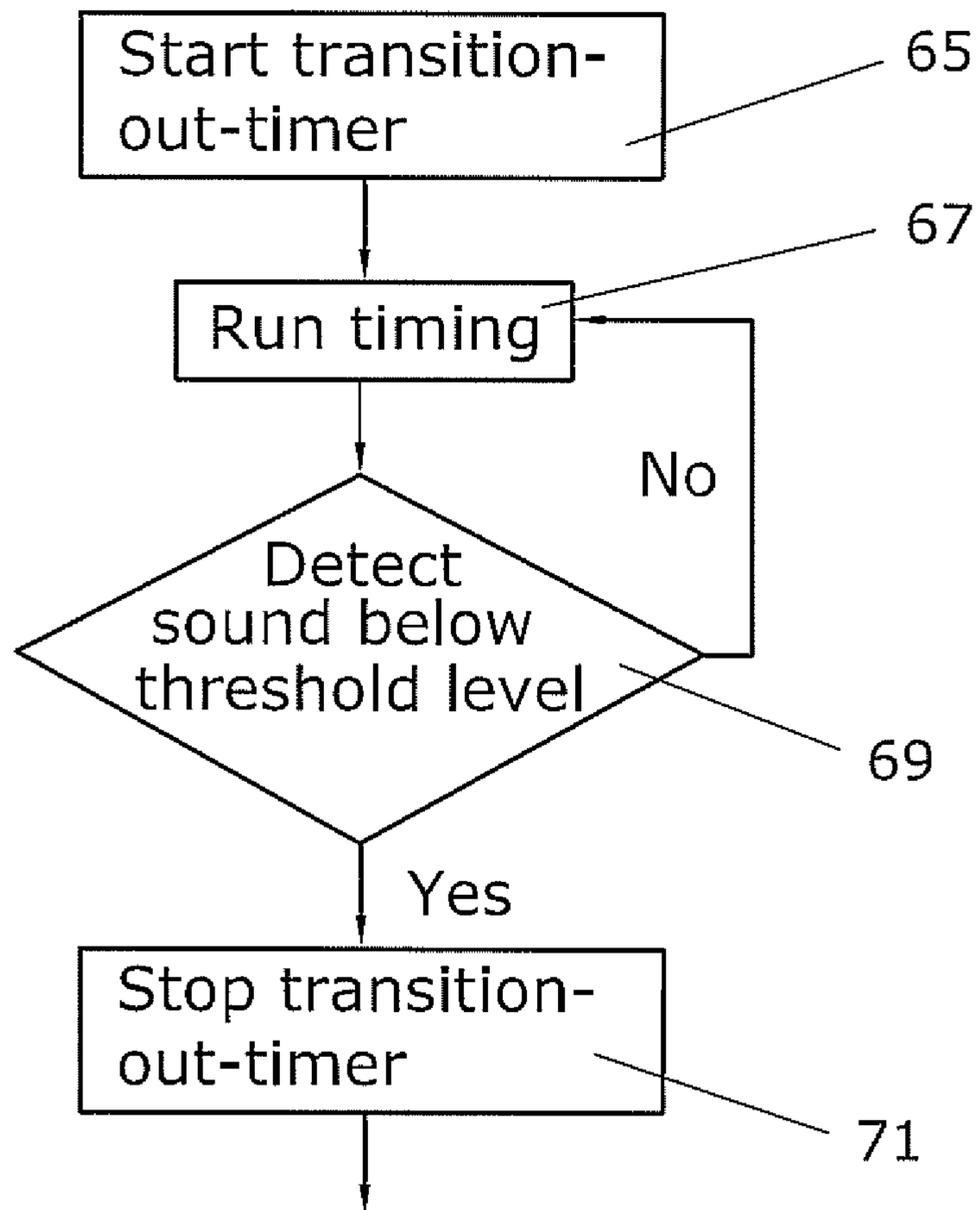 Start transition-
out-timer
65
67
Run timing
No
Detect
sound below
threshold level
69
Yes
Stop transition-
out-timer
71